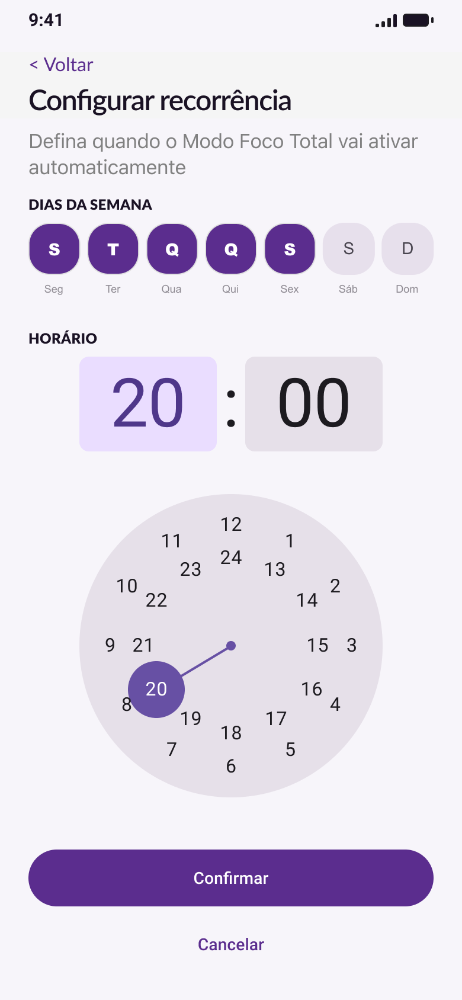 9:41
< Voltar
Configurar recorrência
Defina quando o Modo Foco Total vai ativar
automaticamente
DIAS DA SEMANA
S T Q Q S S D
Seg Ter Qua Qui Sex Sáb Dom
HORÁRIO
20 : 00
12
11 1
24
23 13
10 2
22 14
9 21 15 3
20 16
8 4
19 17
18
7 5
6
Confirmar
Cancelar